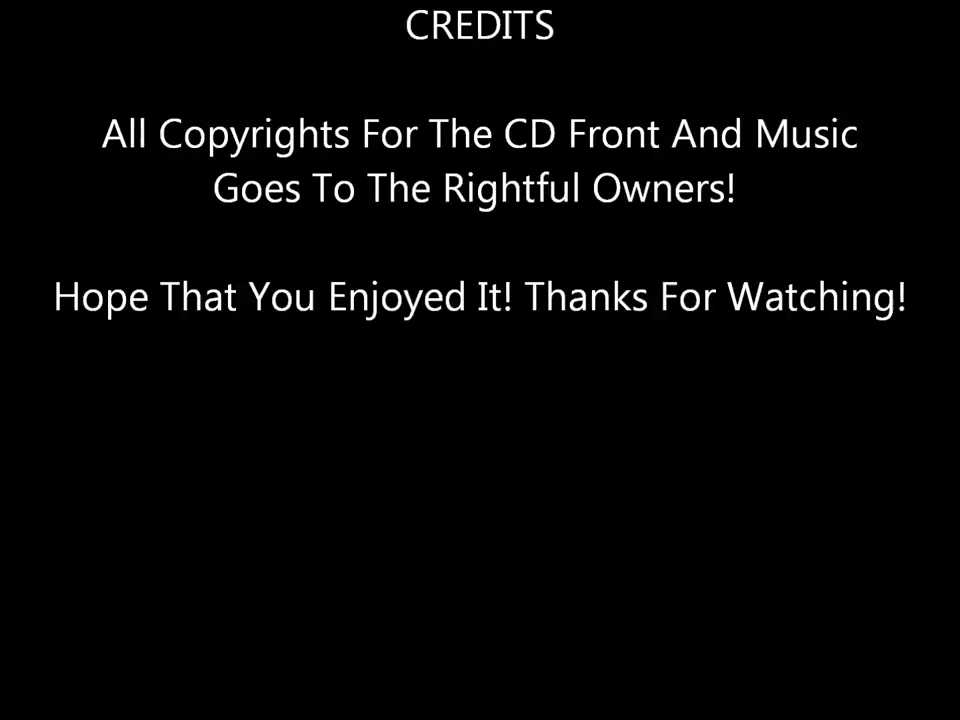 CREDITS
All Copyrights For The CD Front And Music
Goes To The Rightful Owners!
Hope That You Enjoyed It! Thanks For Watching!